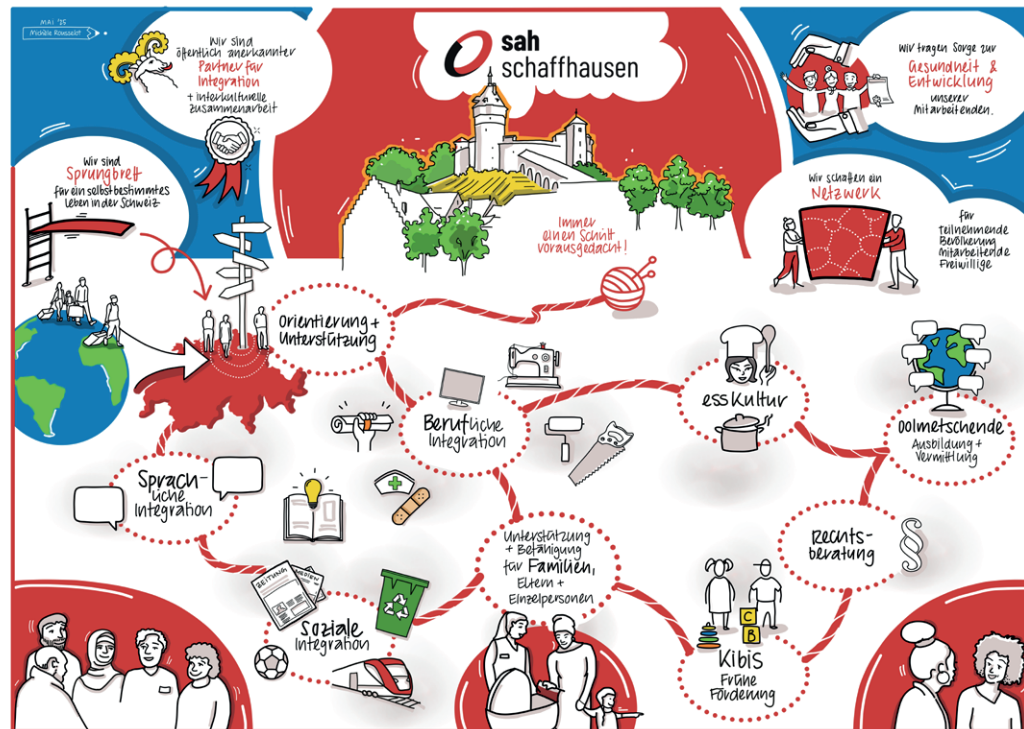 MAI '25
Michèle Rousselot
Wir sind
öffentlich anerkannter
Partner für
Integration
+ interkulturelle
Zusammenarbeit
sah
schaffhausen
Wir tragen Sorge zur
Gesundheit &
Entwicklung
unserer
Mitarbeitenden.
Wir sind
Sprungbrett
für ein selbstbestimmtes
Leben in der Schweiz
Wir schaffen ein
Netzwerk
für
Teilnehmende
Bevölkerung
Mitarbeitende
Freiwillige
Immer
einen Schritt
vorausgedacht!
Orientierung +
Unterstützung
Berufliche
Integration
essKultur
Dolmetschende
Ausbildung +
Vermittlung
Sprach-
liche
Integration
Rechts-
beratung
Unterstützung
+ Befähigung
für Familien,
Eltern +
Einzelpersonen
ZEITUNG
MEDIEN
Soziale
Integration
C
B
Kibis
Frühe
Förderung